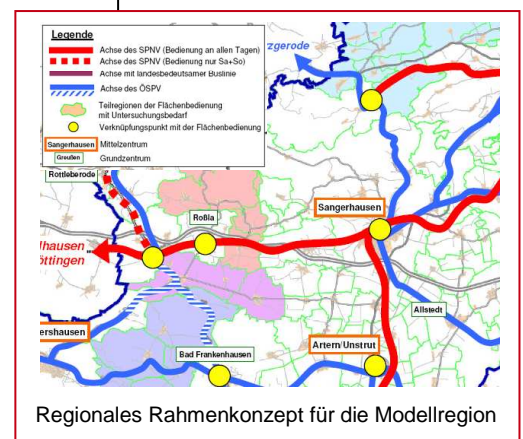 Legende
Achse des SPNV (Bedienung an allen Tagen)
Achse des SPNV (Bedienung nur Sa+So)
Achse mit landesbedeutsamer Buslinie
Achse des ÖSPV
Teilregionen der Flächenbedienung
mit Untersuchungsbedarf
Verknüpfungspunkt mit der Flächenbedienung
Sangerhausen Mittelzentrum
Greußen Grundzentrum
zgerode
Rottleberode
Roßla
Sangerhausen
lhausen
öttingen
Allstedt
ershausen
Artern/Unstrut
Bad Frankenhausen
Regionales Rahmenkonzept für die Modellregion